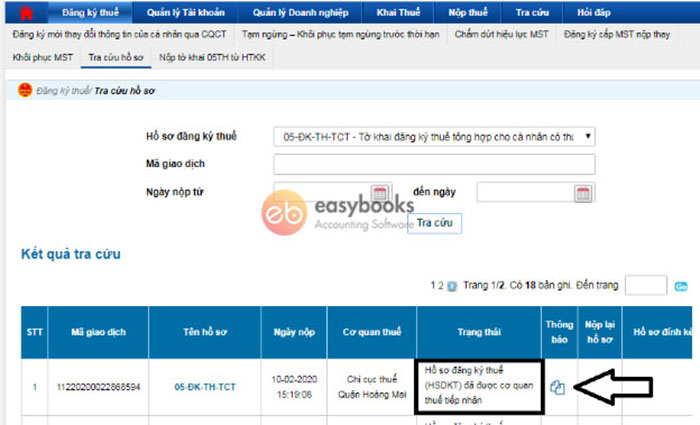 Đăng ký thuế Quản lý Tài khoản Quản lý Doanh nghiệp Khai Thuế Nộp thuế Tra cứu Hỏi đáp
Đăng ký mới thay đổi thông tin của cá nhân qua CQCT Tạm ngừng – Khôi phục tạm ngừng trước thời hạn Chấm dứt hiệu lực MST Đăng ký cấp MST nộp thay
Khôi phục MST Tra cứu hồ sơ Nộp tờ khai 05TH từ HTKK
Đăng ký thuế/ Tra cứu hồ sơ
Hồ sơ đăng ký thuế 05-ĐK-TH-TCT - Tờ khai đăng ký thuế tổng hợp cho cá nhân có thu
Mã giao dịch
Ngày nộp từ đến ngày
eb easybooks
Accounting Software
Tra cứu
Kết quả tra cứu
1 2 Trang 1/2. Có 18 bản ghi. Đến trang Go
STT Mã giao dịch Tên hồ sơ Ngày nộp Cơ quan thuế Trạng thái Thông báo Nộp lại hồ sơ Hồ sơ đính kè
1 11220200022868594 05-ĐK-TH-TCT 10-02-2020 15:19:06 Chi cục thuế Quận Hoàng Mai
Hồ sơ đăng ký thuế
(HSDKT) đã được cơ quan
thuế tiếp nhận